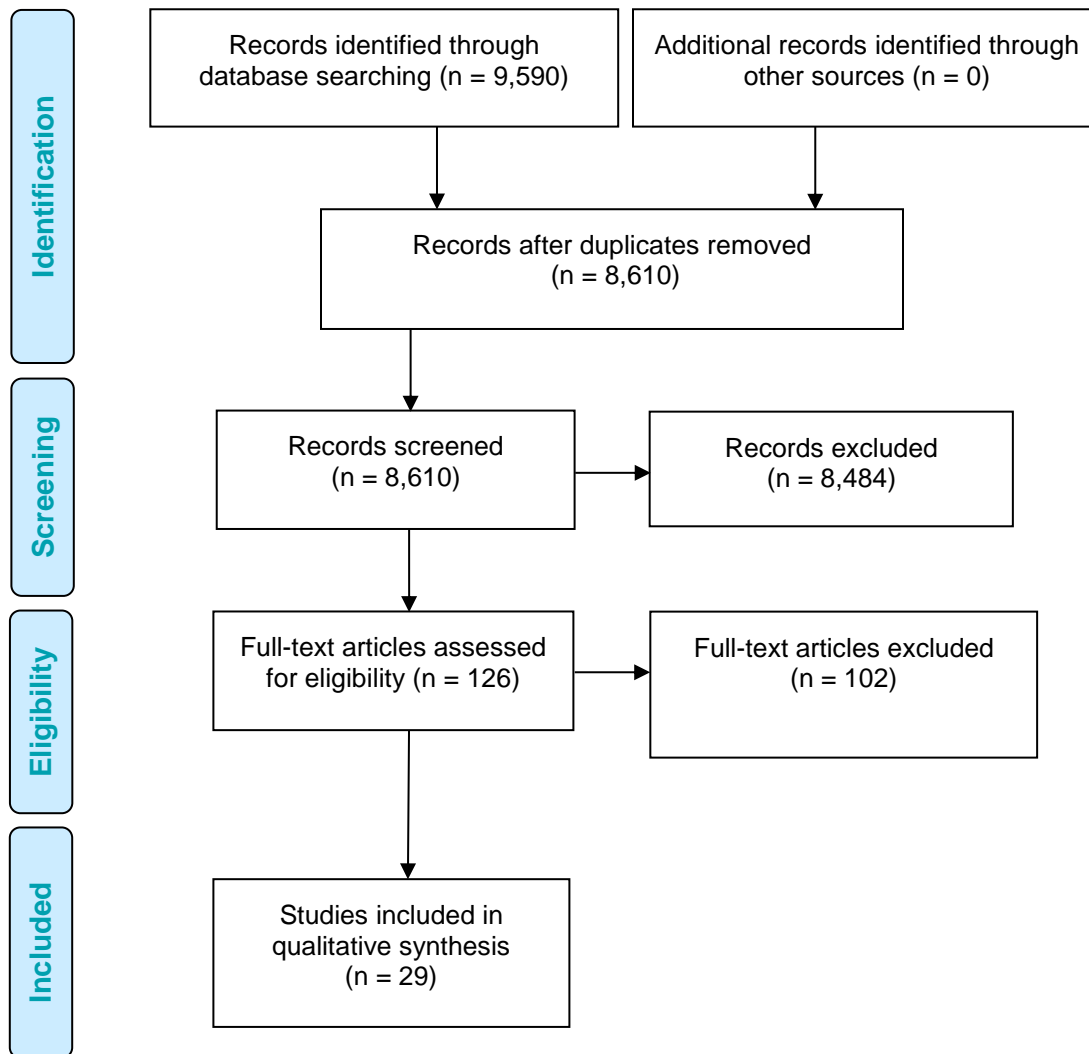 Identification
Records identified through
database searching (n = 9,590)
Additional records identified through
other sources (n = 0)
Records after duplicates removed
(n = 8,610)
Screening
Records screened
(n = 8,610)
Records excluded
(n = 8,484)
Eligibility
Full-text articles assessed
for eligibility (n = 126)
Full-text articles excluded
(n = 102)
Included
Studies included in
qualitative synthesis
(n = 29)